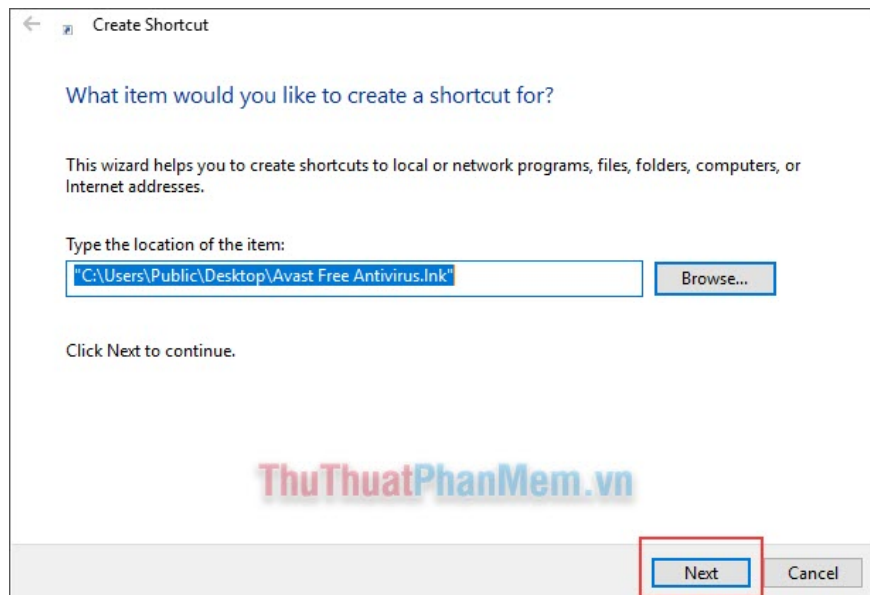 Create Shortcut
What item would you like to create a shortcut for?
This wizard helps you to create shortcuts to local or network programs, files, folders, computers, or
Internet addresses.
Type the location of the item:
"C:\Users\Public\Desktop\Avast Free Antivirus.lnk"
Browse...
Click Next to continue.
ThuThuatPhanMem.vn
Next
Cancel